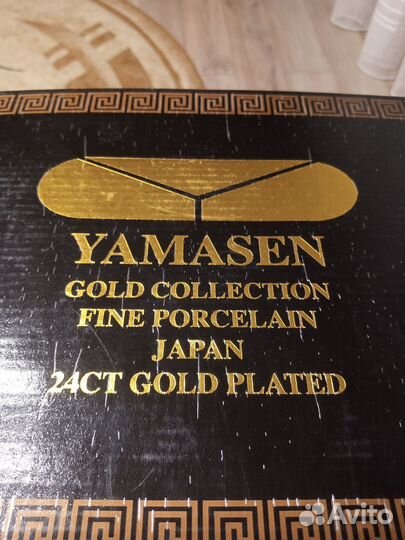 YAMASEN
GOLD COLLECTION
FINE PORCELAIN
JAPAN
24CT GOLD PLATED
Avito